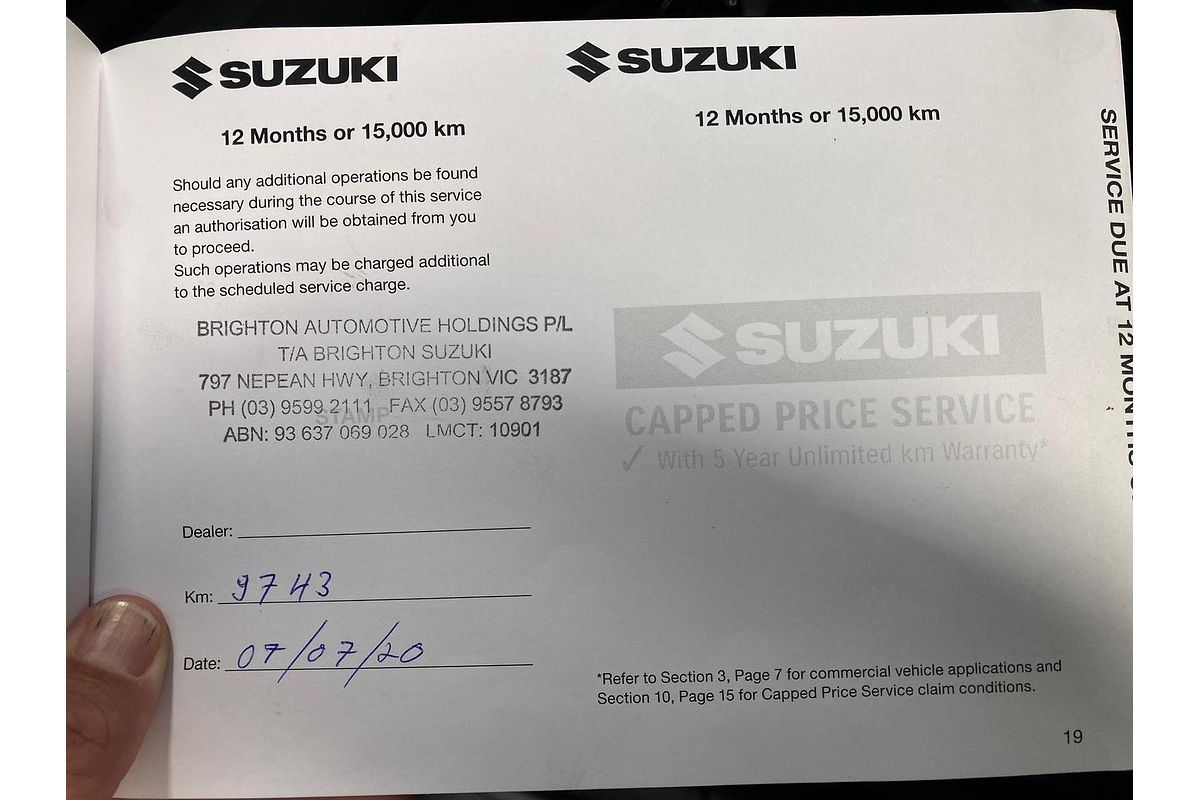 SUZUKI
12 Months or 15,000 km
Should any additional operations be found
necessary during the course of this service
an authorisation will be obtained from you
to proceed.
Such operations may be charged additional
to the scheduled service charge.
BRIGHTON AUTOMOTIVE HOLDINGS P/L
T/A BRIGHTON SUZUKI
797 NEPEAN HWY, BRIGHTON VIC 3187
STAMP
PH (03) 9599 2111 FAX (03) 9557 8793
ABN: 93 637 069 028 LMCT: 10901
Dealer:
Km: 9743
Date: 07/07/20
SUZUKI
12 Months or 15,000 km
SUZUKI
CAPPED PRICE SERVICE
✓ With 5 Year Unlimited km Warranty*
*Refer to Section 3, Page 7 for commercial vehicle applications and
Section 10, Page 15 for Capped Price Service claim conditions.
19
SERVICE DUE AT 12 MONTHS